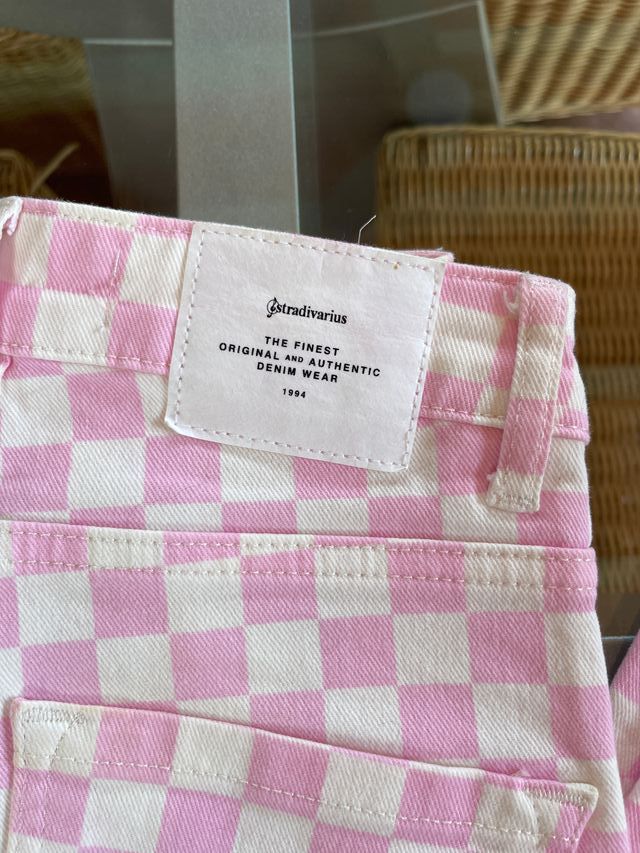 stradivarius
THE FINEST
ORIGINAL AND AUTHENTIC
DENIM WEAR
1994